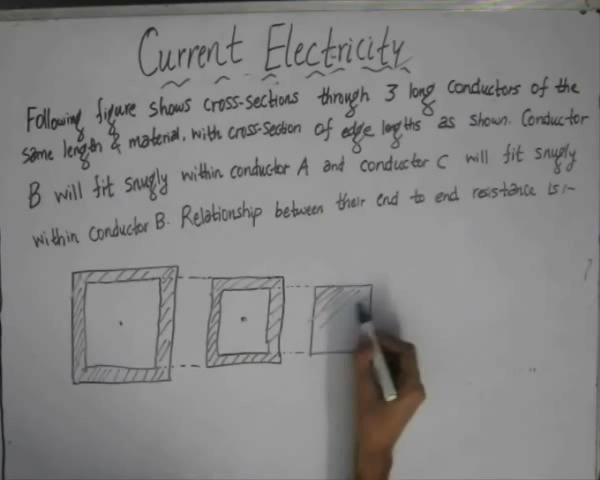 Current Electricity
Following figure shows cross-sections through 3 long conductors of the
same length & material, with cross-section of edge lengths as shown. Conductor
B will fit snugly within conductor A and conductor C will fit snugly
within conductor B. Relationship between their end to end resistance is :-